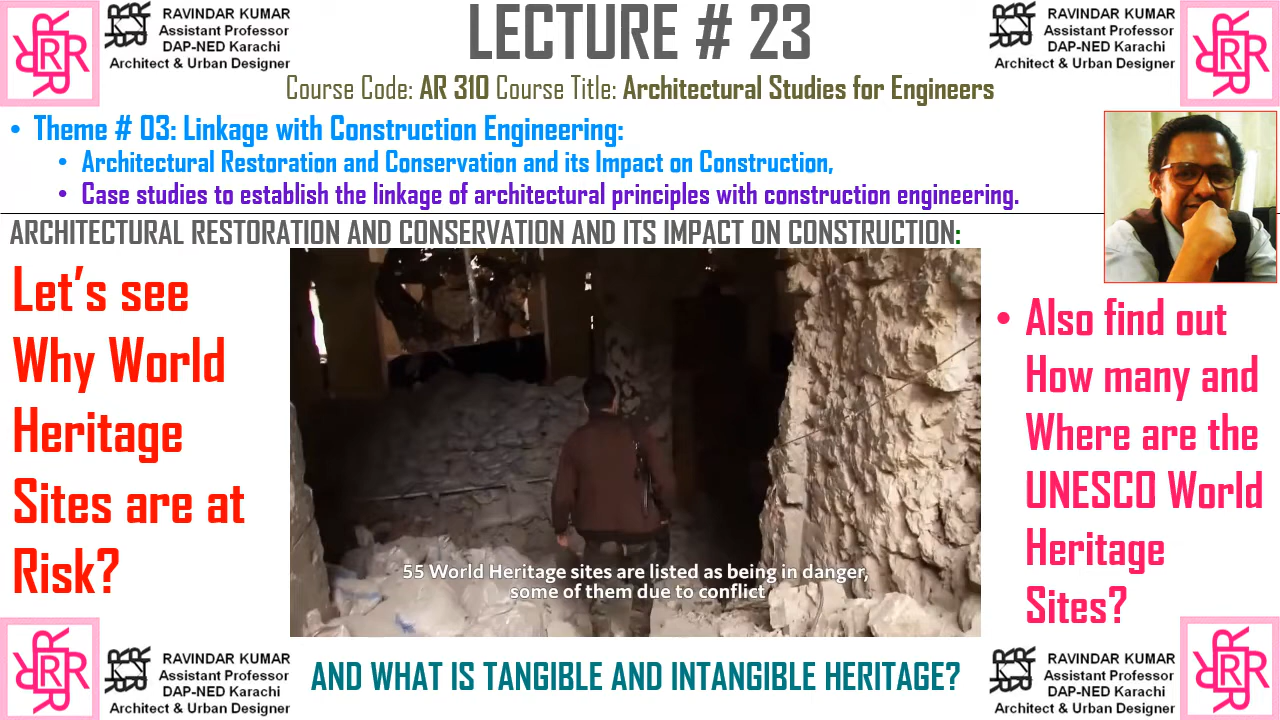 RAVINDAR KUMAR
Assistant Professor
DAP-NED Karachi
Architect & Urban Designer
LECTURE # 23
RAVINDAR KUMAR
Assistant Professor
DAP-NED Karachi
Architect & Urban Designer
Course Code: AR 310 Course Title: Architectural Studies for Engineers
• Theme # 03: Linkage with Construction Engineering:
• Architectural Restoration and Conservation and its Impact on Construction,
• Case studies to establish the linkage of architectural principles with construction engineering.
ARCHITECTURAL RESTORATION AND CONSERVATION AND ITS IMPACT ON CONSTRUCTION:
Let's see
Why World
Heritage
Sites are at
Risk?
55 World Heritage sites are listed as being in danger,
some of them due to conflict
• Also find out
How many and
Where are the
UNESCO World
Heritage
Sites?
RAVINDAR KUMAR
Assistant Professor
DAP-NED Karachi
Architect & Urban Designer
AND WHAT IS TANGIBLE AND INTANGIBLE HERITAGE?
RAVINDAR KUMAR
Assistant Professor
DAP-NED Karachi
Architect & Urban Designer